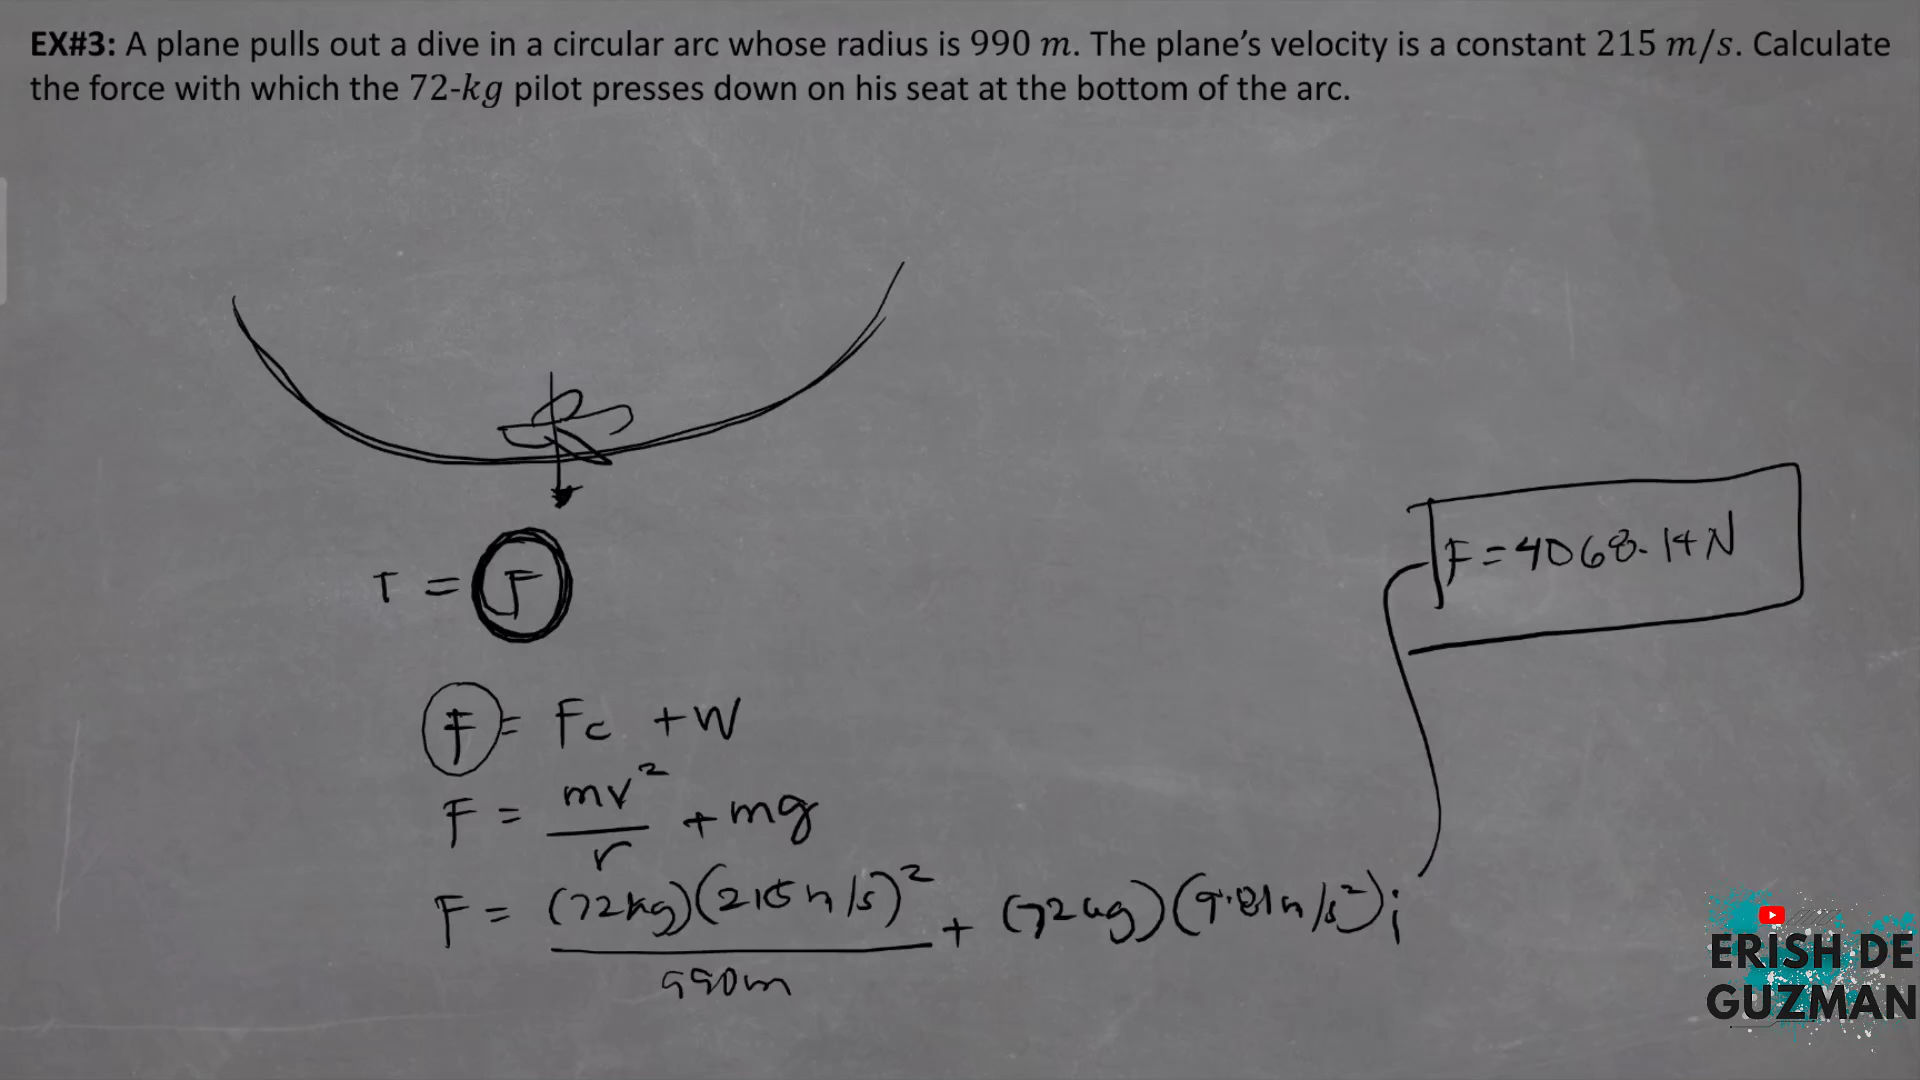 EX#3: A plane pulls out a dive in a circular arc whose radius is 990 m. The plane’s velocity is a constant 215 m/s. Calculate
the force with which the 72-kg pilot presses down on his seat at the bottom of the arc.
F = 4068.14N
T = F
F = Fc + W
F = mv²/r + mg
F = (72kg)(215m/s)²/990m + (72kg)(9.81m/s²);
ERISH DE
GUZMAN